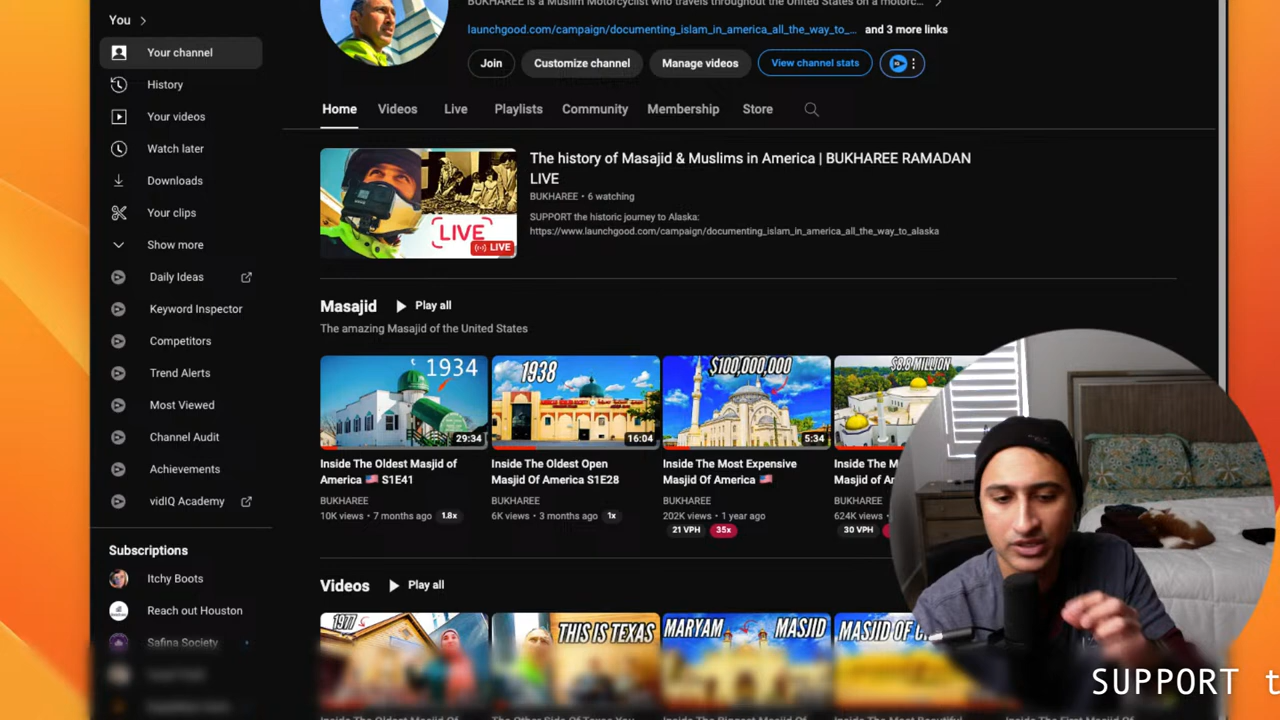 You
BUKHAREE is a Muslim Motorcyclist who travels throughout the United States on a motorc...
launchgood.com/campaign/documenting_islam_in_america_all_the_way_to_... and 3 more links
Your channel
Join
Customize channel
Manage videos
View channel stats
History
Home
Videos
Live
Playlists
Community
Membership
Store
Your videos
Watch later
Downloads
Your clips
Show more
Daily Ideas
Keyword Inspector
Competitors
Trend Alerts
Most Viewed
Channel Audit
Achievements
vidIQ Academy
Subscriptions
Itchy Boots
Reach out Houston
Safina Society
LIVE
LIVE
The history of Masajid & Muslims in America | BUKHAREE RAMADAN
LIVE
BUKHAREE • 6 watching
SUPPORT the historic journey to Alaska:
https://www.launchgood.com/campaign/documenting_islam_in_america_all_the_way_to_alaska
Masajid
Play all
The amazing Masajid of the United States
1934
29:34
Inside The Oldest Masjid of
America 🇺🇸 S1E41
BUKHAREE
10K views • 7 months ago
1.8x
1938
16:04
Inside The Oldest Open
Masjid Of America S1E28
BUKHAREE
6K views • 3 months ago
1x
$100,000,000
5:34
Inside The Most Expensive
Masjid Of America 🇺🇸
BUKHAREE
202K views • 1 year ago
21 VPH
35x
$8.8 MILLION
Inside The M
Masjid of A
BUKHAREE
624K views
30 VPH
Videos
Play all
1977
THIS IS TEXAS
MARYAM MASJID
MASJID OF
SUPPORT t